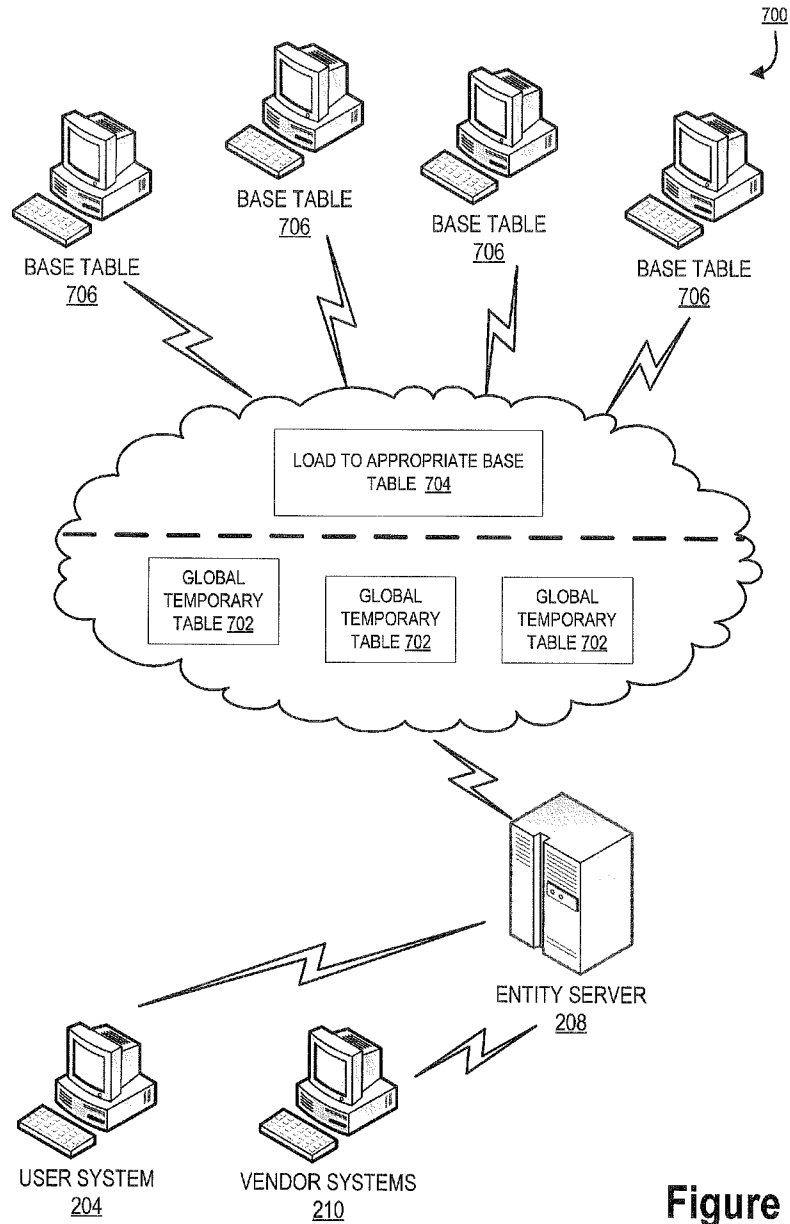 700
BASE TABLE
706
BASE TABLE
706
BASE TABLE
706
BASE TABLE
706
LOAD TO APPROPRIATE BASE
TABLE 704
GLOBAL
TEMPORARY
TABLE 702
GLOBAL
TEMPORARY
TABLE 702
GLOBAL
TEMPORARY
TABLE 702
ENTITY SERVER
208
USER SYSTEM
204
VENDOR SYSTEMS
210
Figure